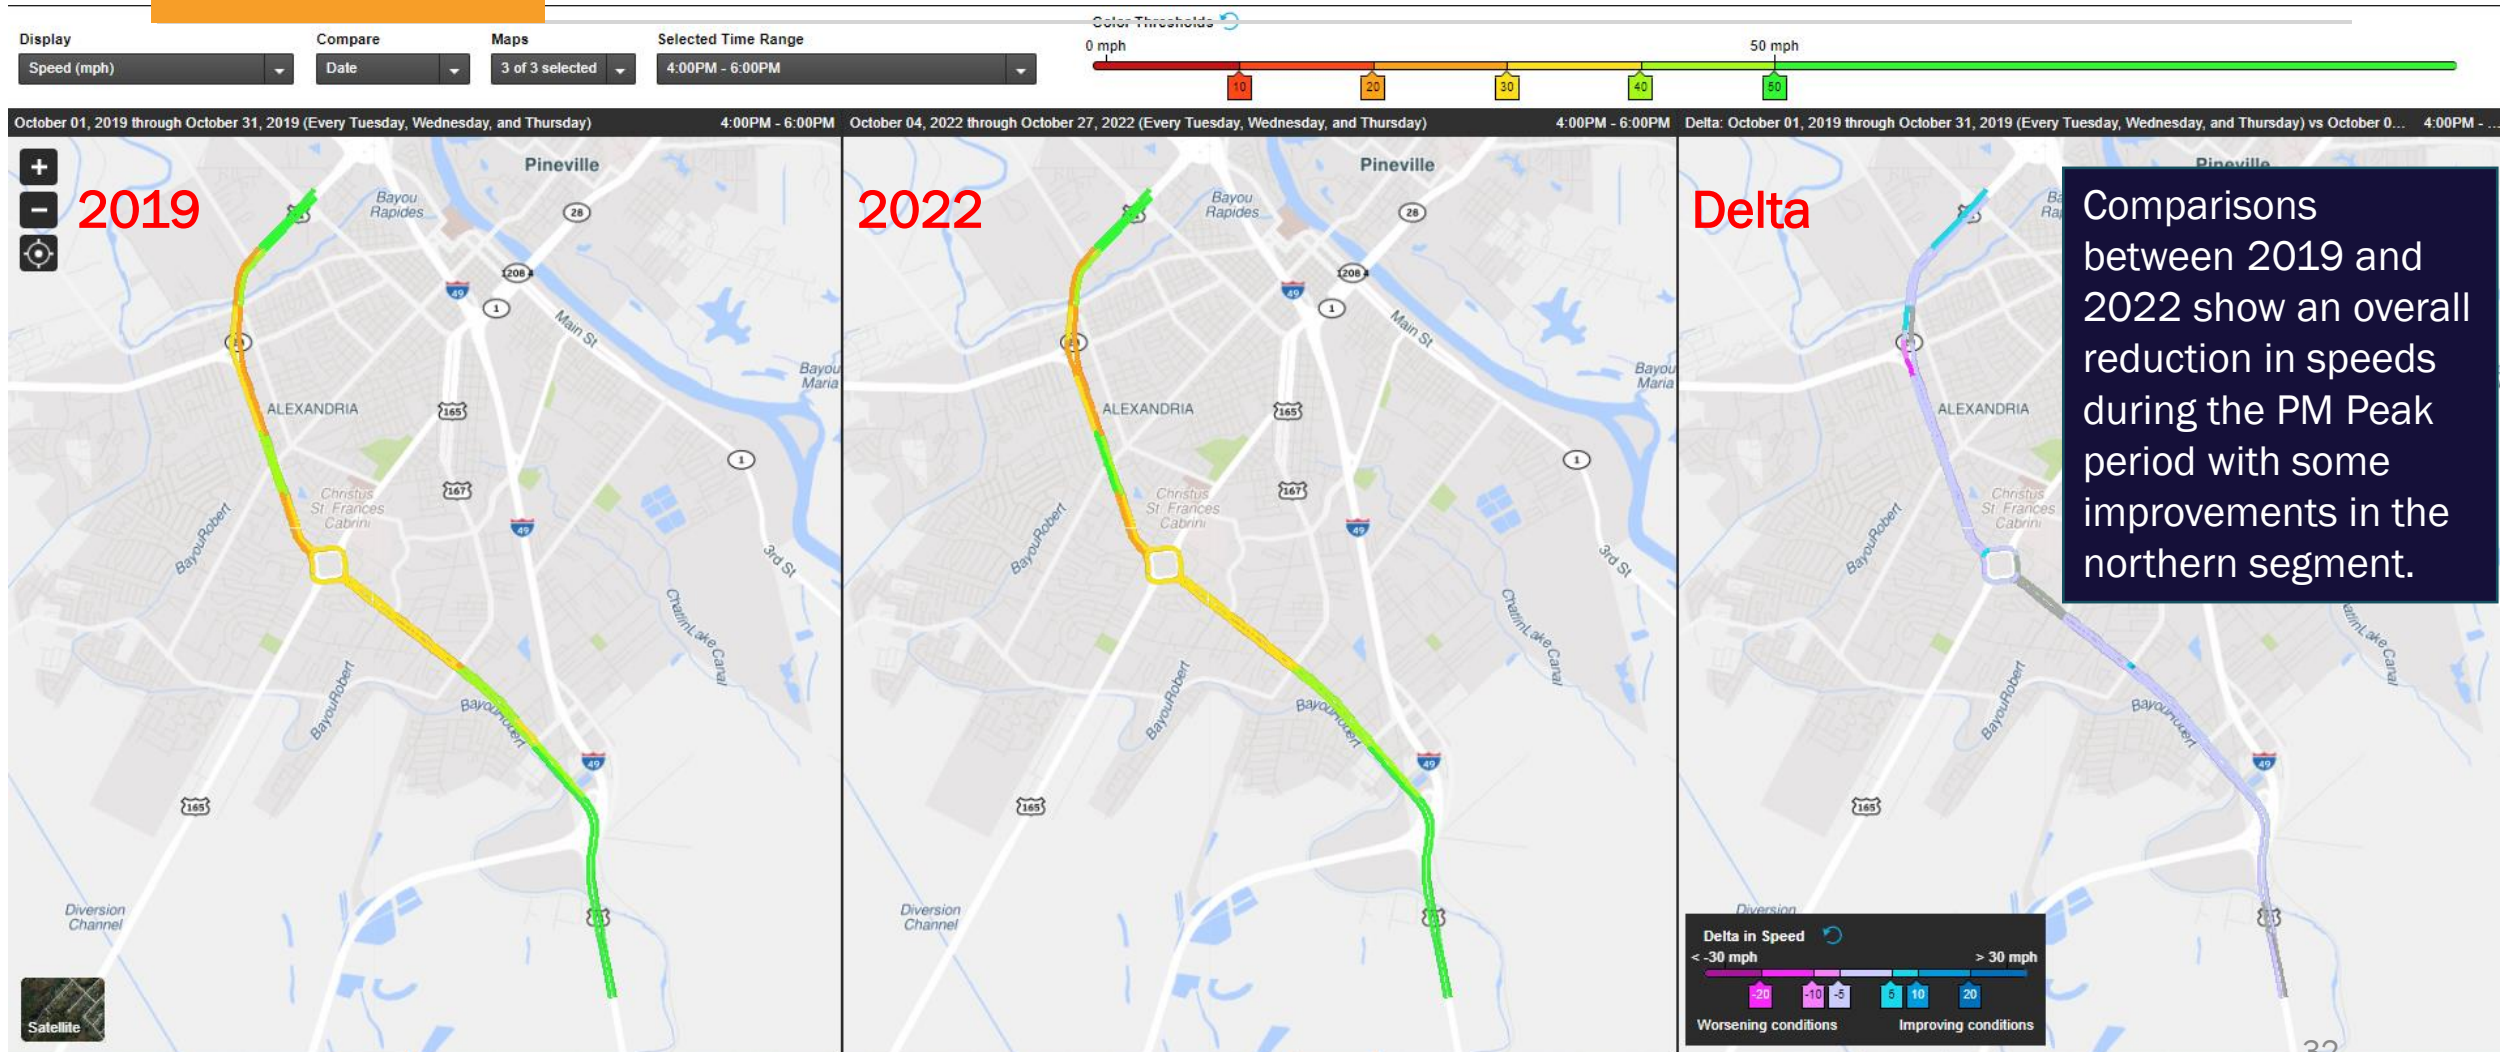 Color Thresholds
Display
Compare
Maps
Selected Time Range
0 mph
50 mph
Speed (mph)
Date
3 of 3 selected
4:00PM - 6:00PM
10
20
30
40
50
October 01, 2019 through October 31, 2019 (Every Tuesday, Wednesday, and Thursday)
4:00PM - 6:00PM
October 04, 2022 through October 27, 2022 (Every Tuesday, Wednesday, and Thursday)
4:00PM - 6:00PM
Delta: October 01, 2019 through October 31, 2019 (Every Tuesday, Wednesday, and Thursday) vs October 0...
4:00PM - ...
2019
Pineville
Bayou
Rapides
28
1208 4
49
1
Main St
Bayou
Maria
ALEXANDRIA
165
1
Christus
St. Frances
Cabrini
167
49
BayouRobert
3rd St
ChatlinLake Canal
BayouRobert
BayouRobert
49
165
Diversion
Channel
Satellite
2022
Pineville
Bayou
Rapides
28
1208 4
49
1
Main St
Bayou
Maria
ALEXANDRIA
165
1
Christus
St. Frances
Cabrini
167
49
BayouRobert
3rd St
ChatlinLake Canal
BayouRobert
BayouRobert
49
165
Diversion
Channel
Delta
Pineville
ALEXANDRIA
Christus
St. Frances
Cabrini
BayouRobert
BayouRobert
BayouRobert
49
165
Diversion
Comparisons
between 2019 and
2022 show an overall
reduction in speeds
during the PM Peak
period with some
improvements in the
northern segment.
Delta in Speed
< -30 mph
> 30 mph
-20
-10
-5
5
10
20
Worsening conditions
Improving conditions
32